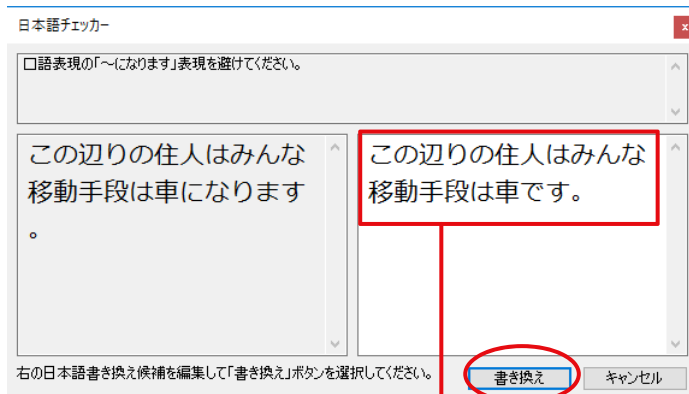 日本語チェッカー
x
口語表現の「～になります」表現を避けてください。
この辺りの住人はみんな
移動手段は車になります
。
この辺りの住人はみんな
移動手段は車です。
右の日本語書き換え候補を編集して「書き換え」ボタンを選択してください。
書き換え
キャンセル